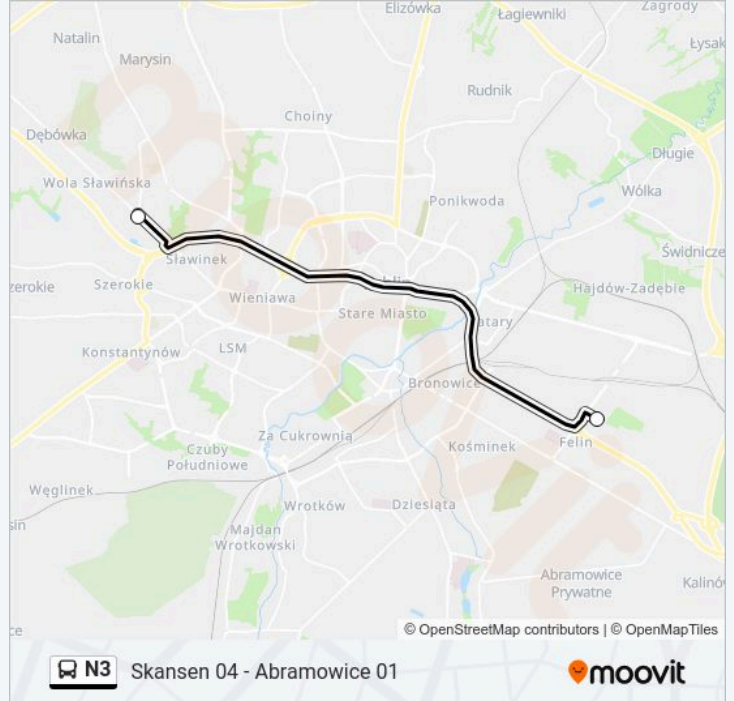 Elizówka
Zagrody
Łagiewniki
Natalin
Marysin
Łysak
Rudnik
Choiny
Dębówka
Długie
Wola Sławińska
Wólka
Ponikwoda
Sławinek
Świdnicze
zerokie
Szerokie
Hajdów-Zadębie
Wieniawa
Stare Miasto
atary
Konstantynów
LSM
Bronowice
Za Cukrownią
Felin
Kośminek
Czuby
Południowe
Węglinek
Wrotków
Dziesiąta
sin
Majdan
Wrotkowski
Abramowice
Prywatne
Kalinów
ce
© OpenStreetMap contributors | © OpenMapTiles
N3 Skansen 04 - Abramowice 01
moovit